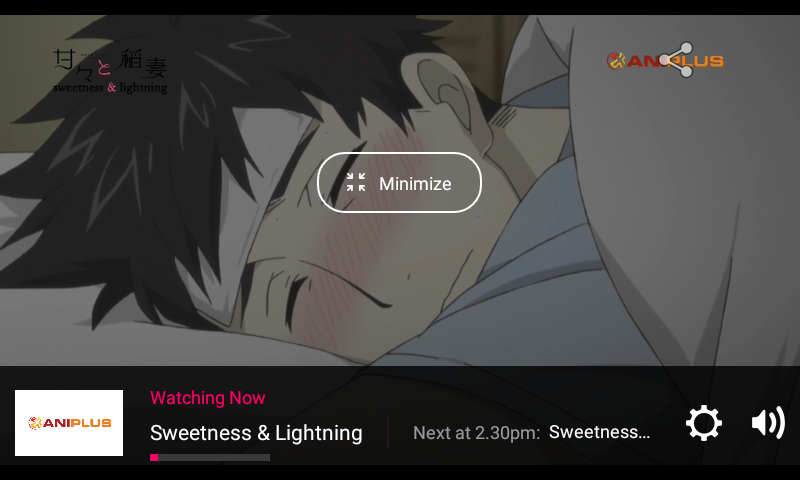 甘々と稲妻
sweetness & lightning
ANIPLUS
Minimize
ANIPLUS
Watching Now
Sweetness & Lightning
Next at 2.30pm: Sweetness...